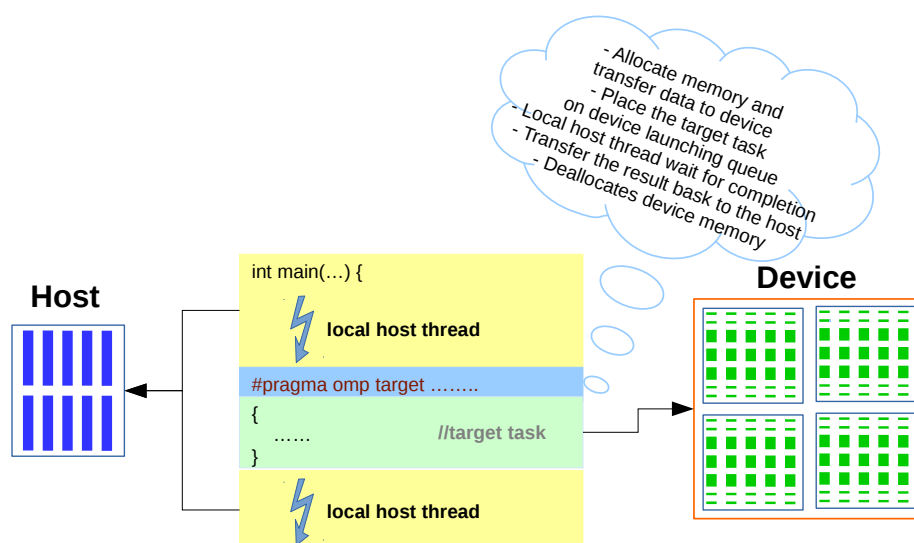 - Allocate memory and
transfer data to device
- Place the target task
on device launching queue
- Local host thread wait for completion
- Transfer the result bask to the host
- Deallocates device memory
Host
int main(…) {
local host thread
#pragma omp target ……..
{
…… //target task
}
local host thread
Device